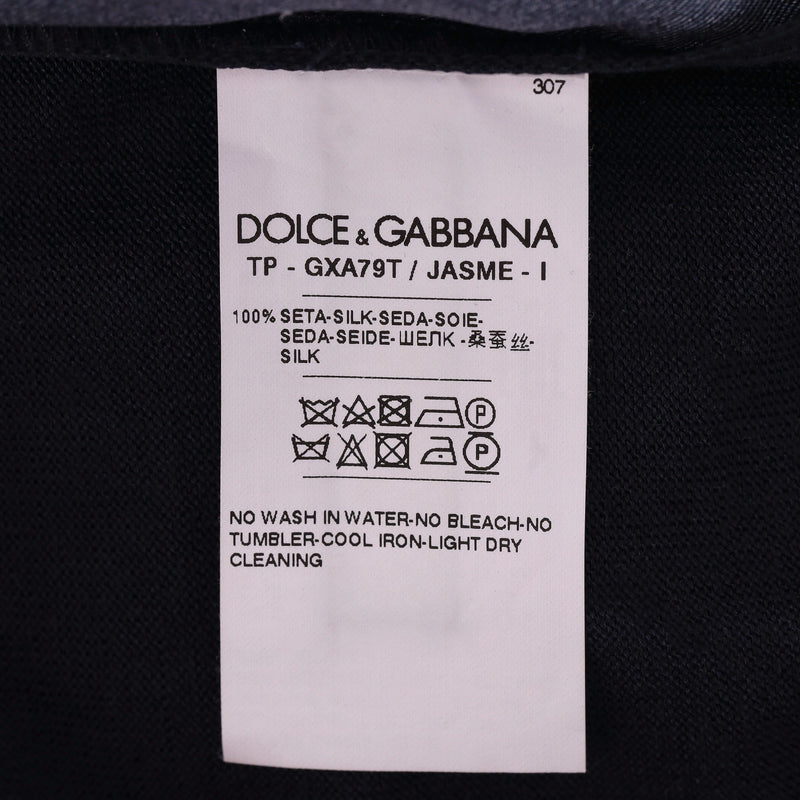 307
DOLCE & GABBANA
TP - GXA79T / JASME - I
100% SETA-SILK-SEDA-SOIE-
SEDA-SEIDE-ШЕЛК -桑蚕丝-
SILK
P
P
NO WASH IN WATER-NO BLEACH-NO
TUMBLER-COOL IRON-LIGHT DRY
CLEANING